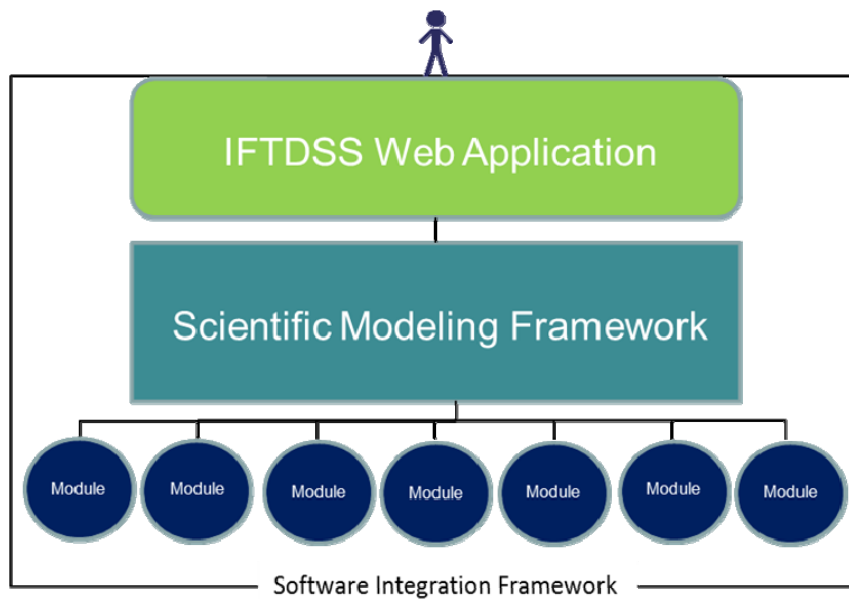 IFTDSS Web Application
Scientific Modeling Framework
Module Module Module Module Module Module Module
Software Integration Framework